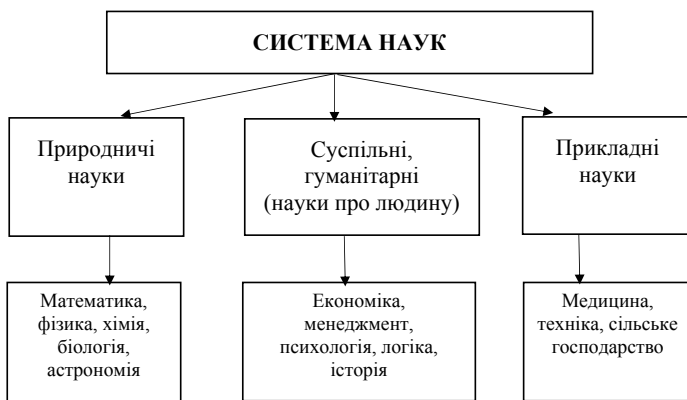 СИСТЕМА НАУК
Природничі
науки
Суспільні,
гуманітарні
(науки про людину)
Прикладні
науки
Математика,
фізика, хімія,
біологія,
астрономія
Економіка,
менеджмент,
психологія, логіка,
історія
Медицина,
техніка, сільське
господарство